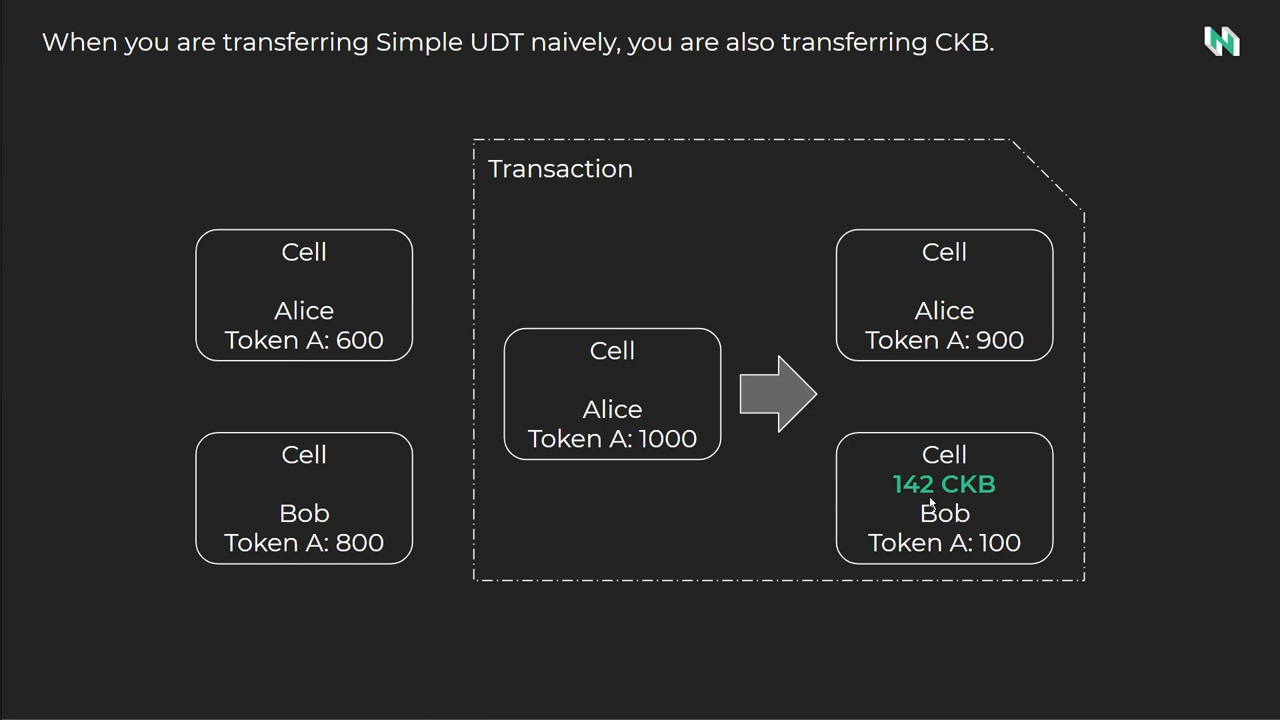 When you are transferring Simple UDT naively, you are also transferring CKB.
Transaction
Cell
Alice
Token A: 600
Cell
Bob
Token A: 800
Cell
Alice
Token A: 1000
Cell
Alice
Token A: 900
Cell
142 CKB
Bob
Token A: 100